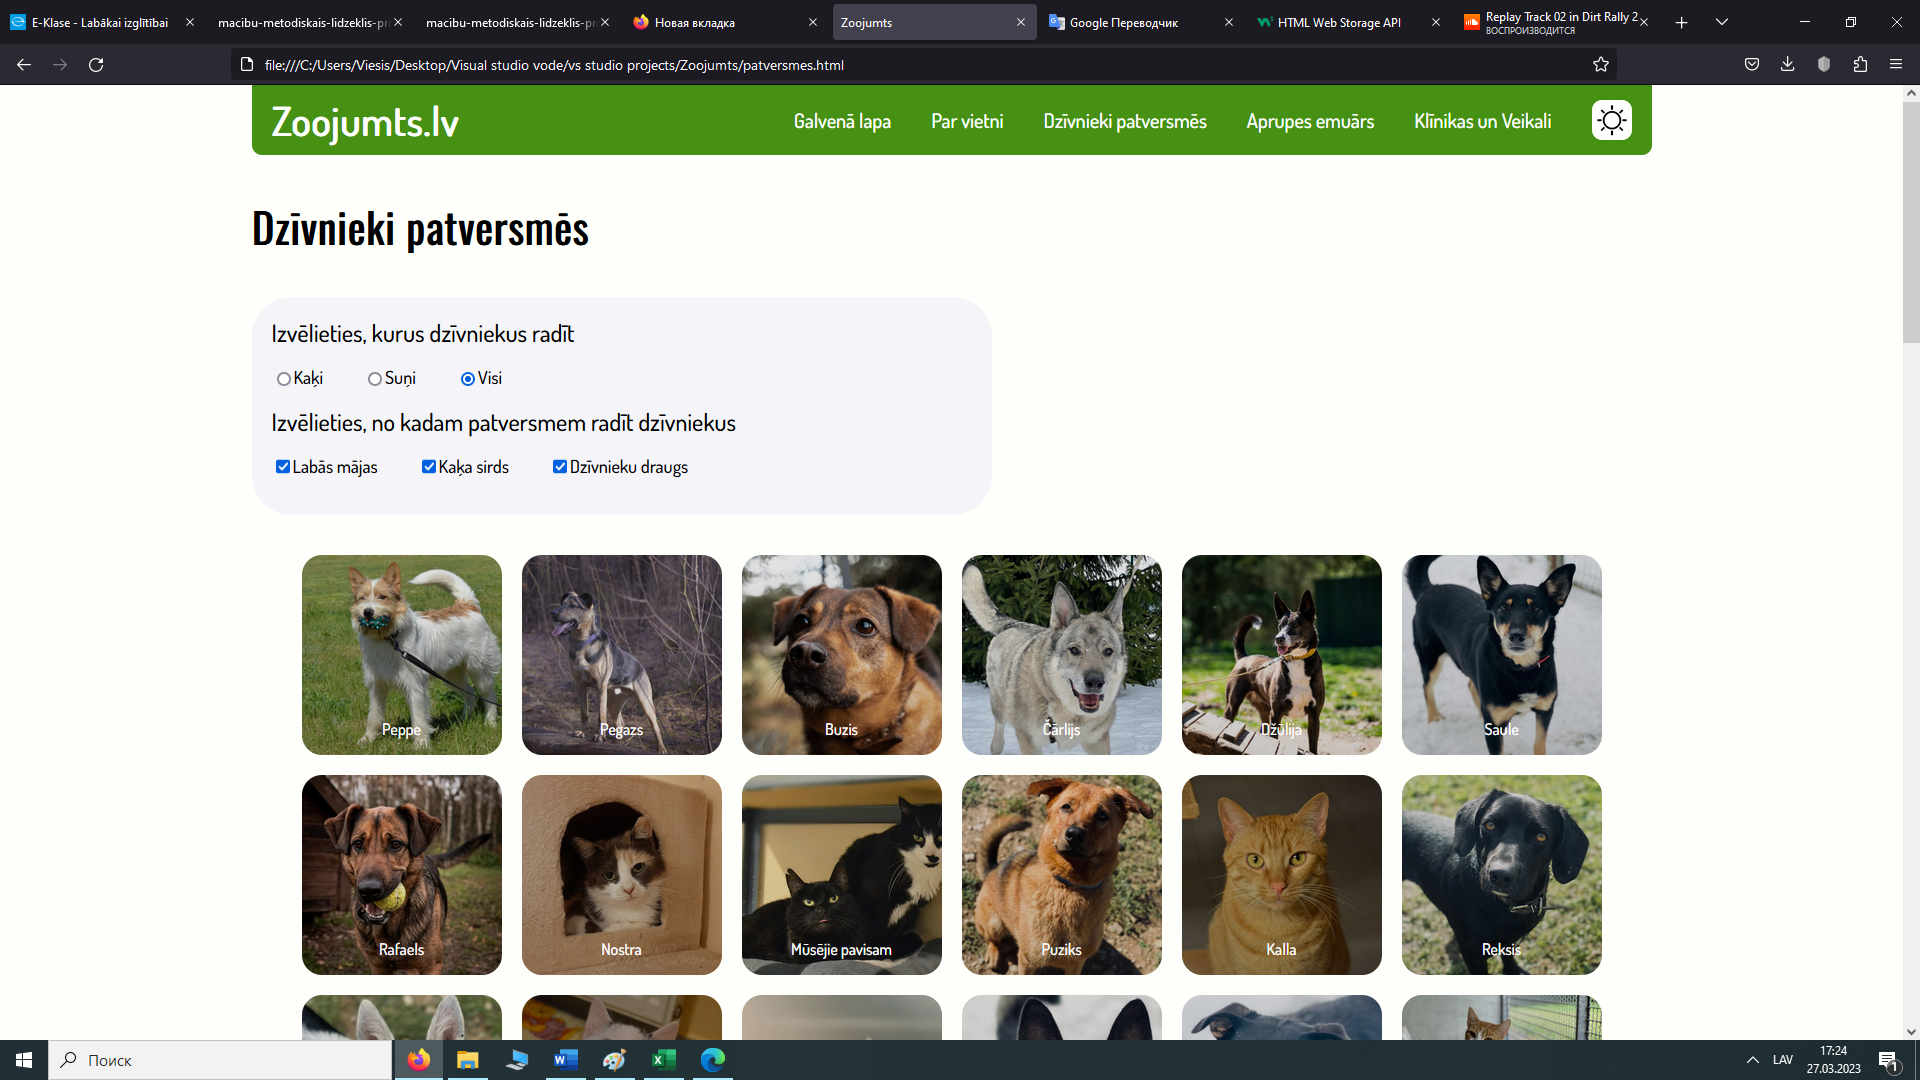 E-Klase - Labākai izglītībai
macibu-metodiskais-lidzeklis-pr
macibu-metodiskais-lidzeklis-pr
Новая вкладка
Zoojumts
Google Переводчик
HTML Web Storage API
Replay Track 02 in Dirt Rally 2
ВОСПРОИЗВОДИТСЯ
file:///C:/Users/Viesis/Desktop/Visual studio vode/vs studio projects/Zoojumts/patversmes.html
Zoojumts.lv
Galvenā lapa
Par vietni
Dzīvnieki patversmēs
Aprupes emuārs
Klīnikas un Veikali
Dzīvnieki patversmēs
Izvēlieties, kurus dzīvniekus radīt
Kaķi
Suņi
Visi
Izvēlieties, no kadam patversmem radīt dzīvniekus
Labās mājas
Kaķa sirds
Dzīvnieku draugs
Peppe
Pegazs
Buzis
Čārlijs
Džūlija
Saule
Rafaels
Nostra
Mūsējie pavisam
Puziks
Kalla
Reksis
Поиск
LAV
17:24
27.03.2023
1